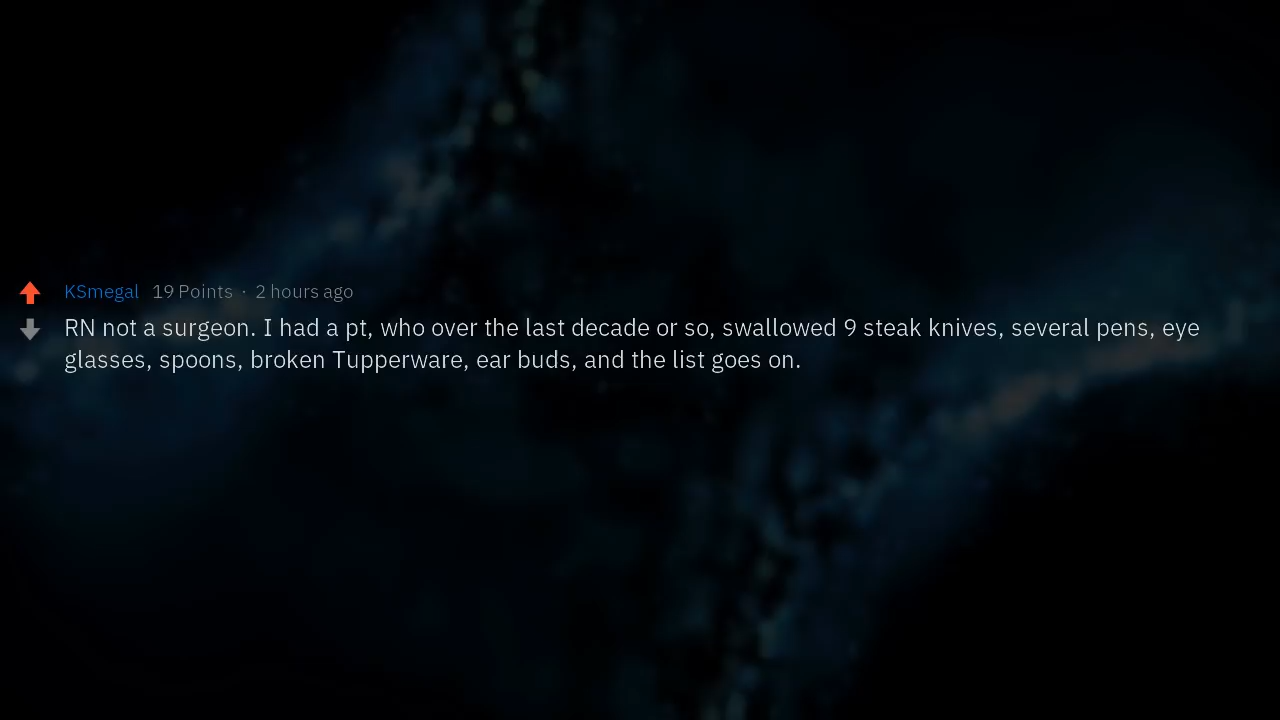 KSmegal 19 Points · 2 hours ago
RN not a surgeon. I had a pt, who over the last decade or so, swallowed 9 steak knives, several pens, eye
glasses, spoons, broken Tupperware, ear buds, and the list goes on.